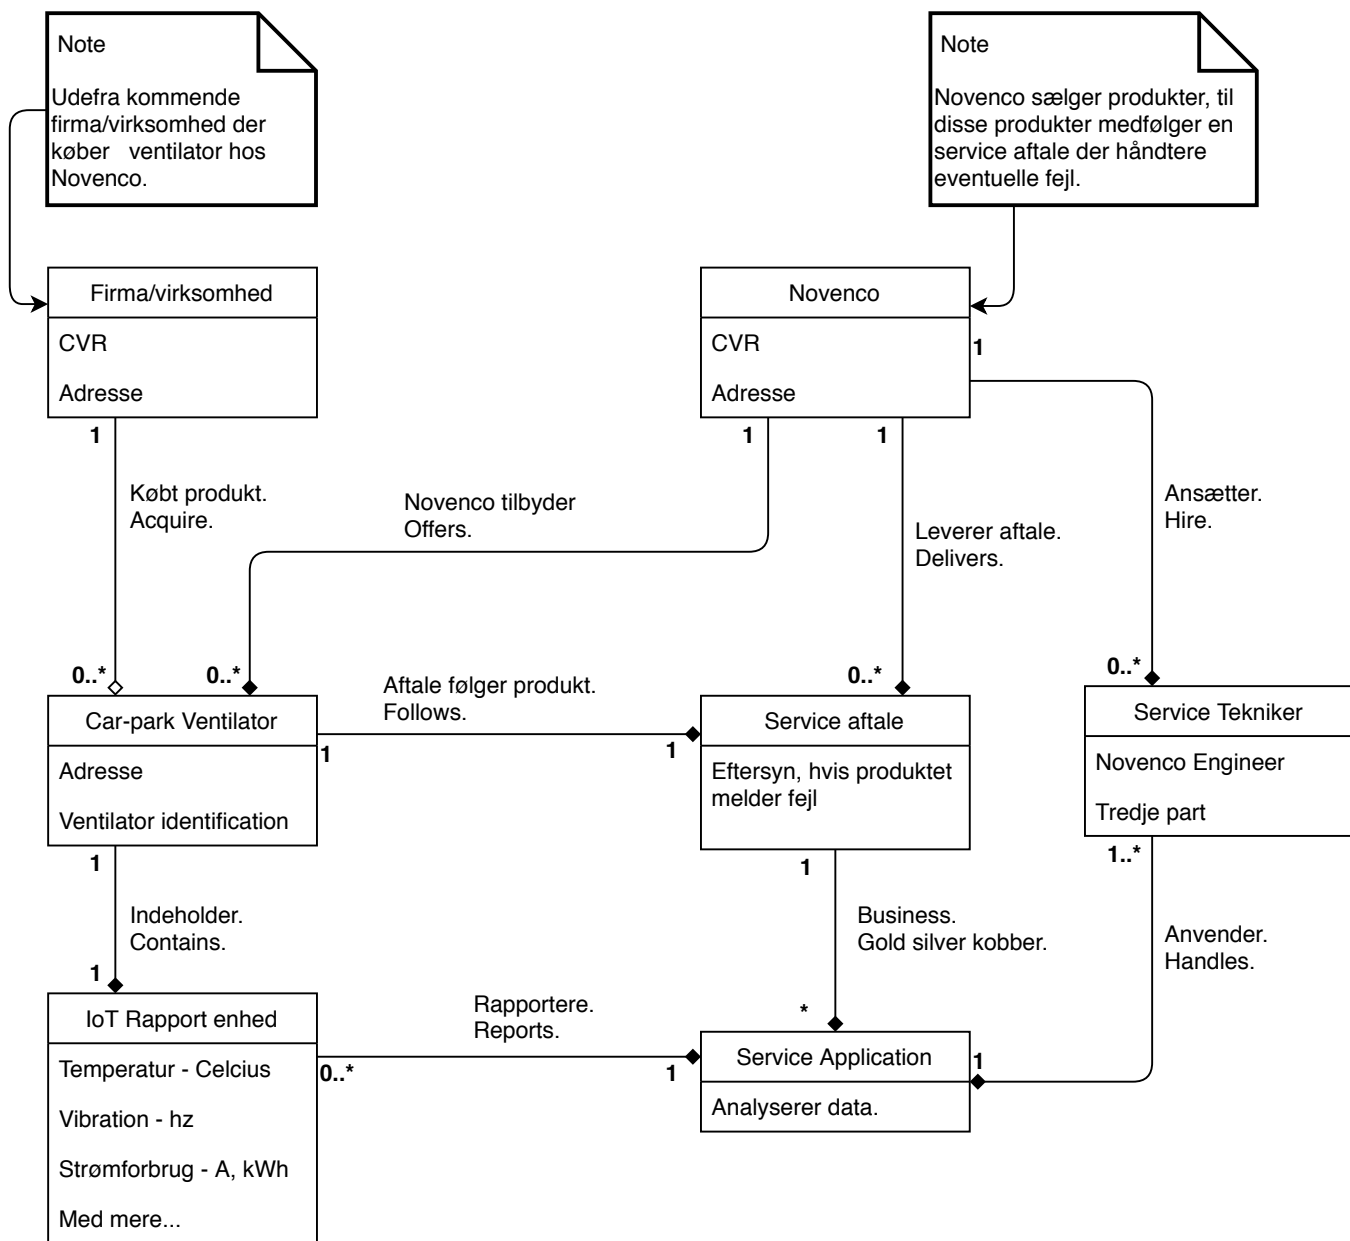 Note
Udefra kommende
firma/virksomhed der
køber ventilator hos
Novenco.
Note
Novenco sælger produkter, til
disse produkter medfølger en
service aftale der håndtere
eventuelle fejl.
Firma/virksomhed
CVR
Adresse
1
Novenco
CVR
Adresse
1
1
1
Købt produkt.
Acquire.
Novenco tilbyder
Offers.
Leverer aftale.
Delivers.
Ansætter.
Hire.
0..*
0..*
0..*
0..*
Aftale følger produkt.
Follows.
1
1
Car-park Ventilator
Adresse
Ventilator identification
1
Service aftale
Eftersyn, hvis produktet
melder fejl
1
Service Tekniker
Novenco Engineer
Tredje part
1..*
Indeholder.
Contains.
1
Business.
Gold silver kobber.
*
Anvender.
Handles.
1
IoT Rapport enhed
Temperatur - Celcius
Vibration - hz
Strømforbrug - A, kWh
Med mere...
Rapportere.
Reports.
0..*
1
Service Application
Analyserer data.